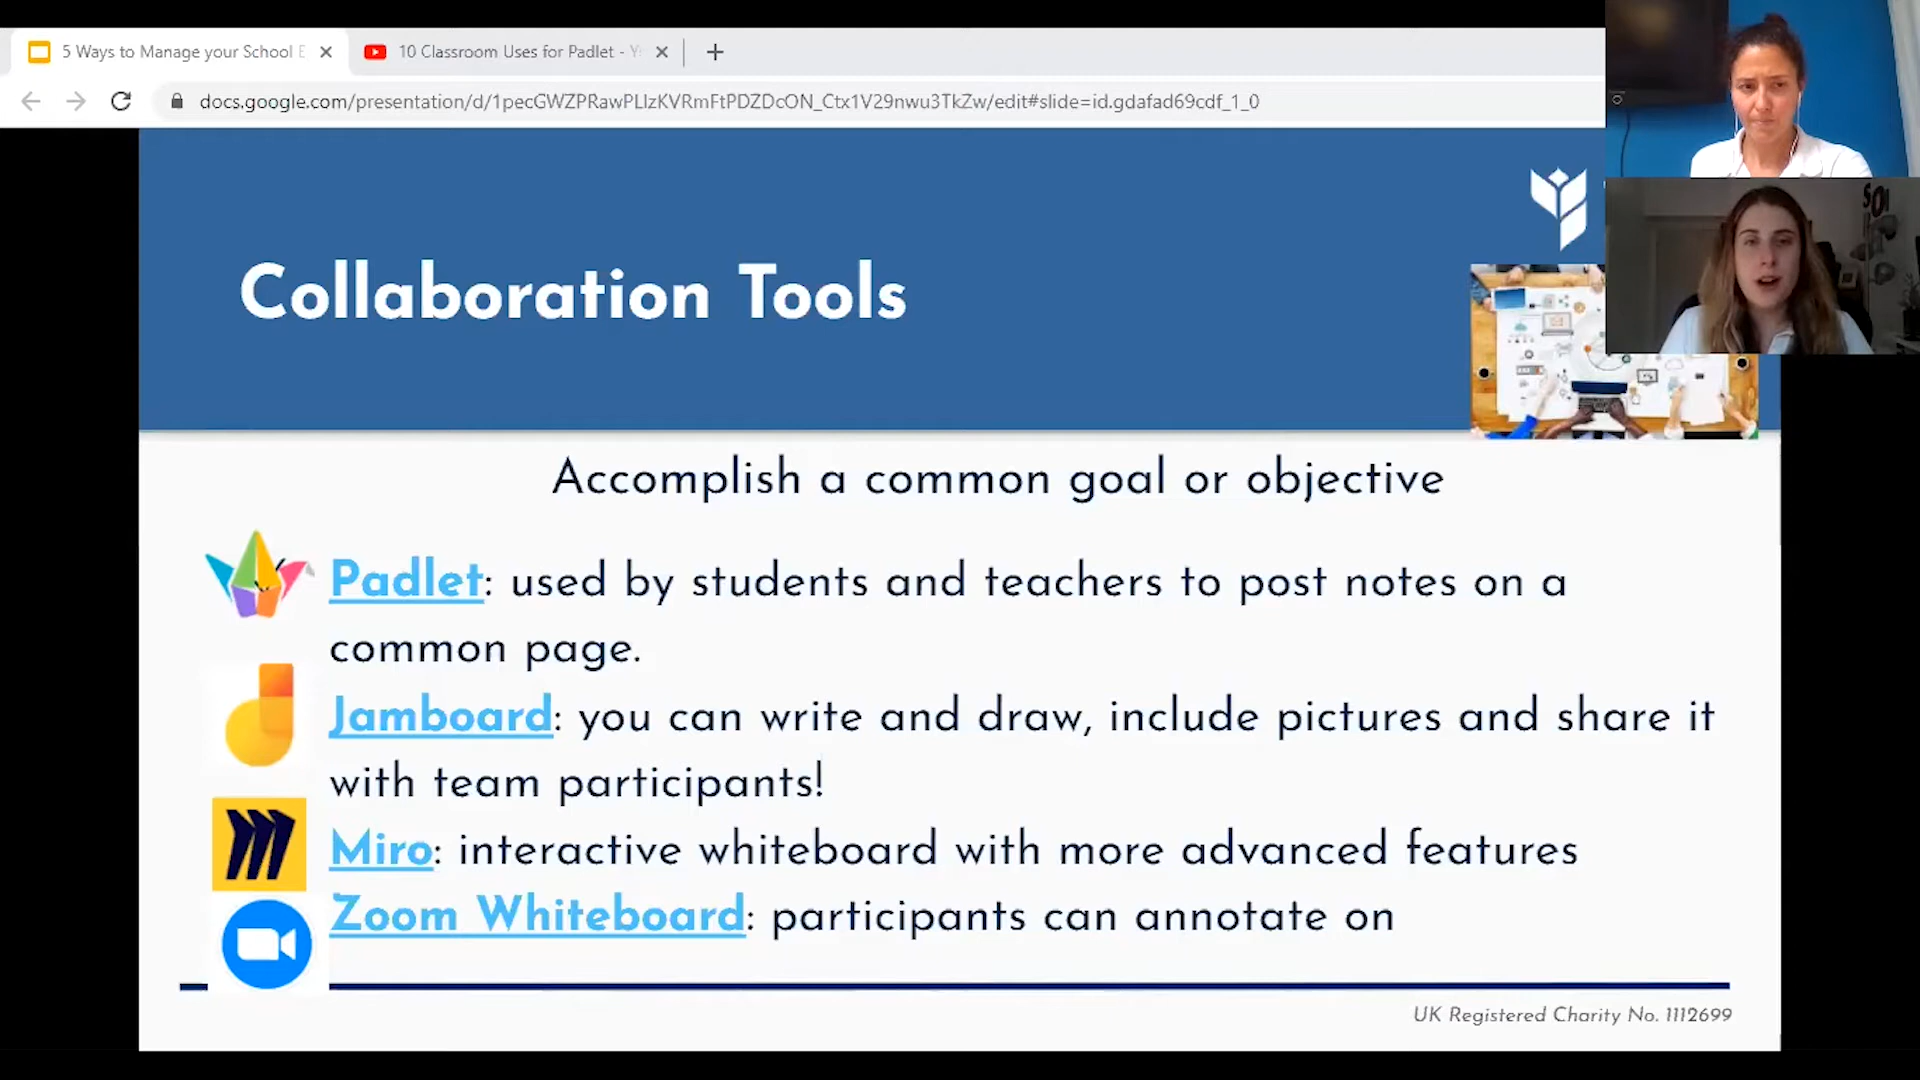 5 Ways to Manage your School E
10 Classroom Uses for Padlet - Y
docs.google.com/presentation/d/1pecGWZPRawPLIzKVRmFtPDZDcON_Ctx1V29nwu3TkZw/edit#slide=id.gdafad69cdf_1_0
SOI
Collaboration Tools
Accomplish a common goal or objective
Padlet: used by students and teachers to post notes on a
common page.
Jamboard: you can write and draw, include pictures and share it
with team participants!
Miro: interactive whiteboard with more advanced features
Zoom Whiteboard: participants can annotate on
UK Registered Charity No. 1112699